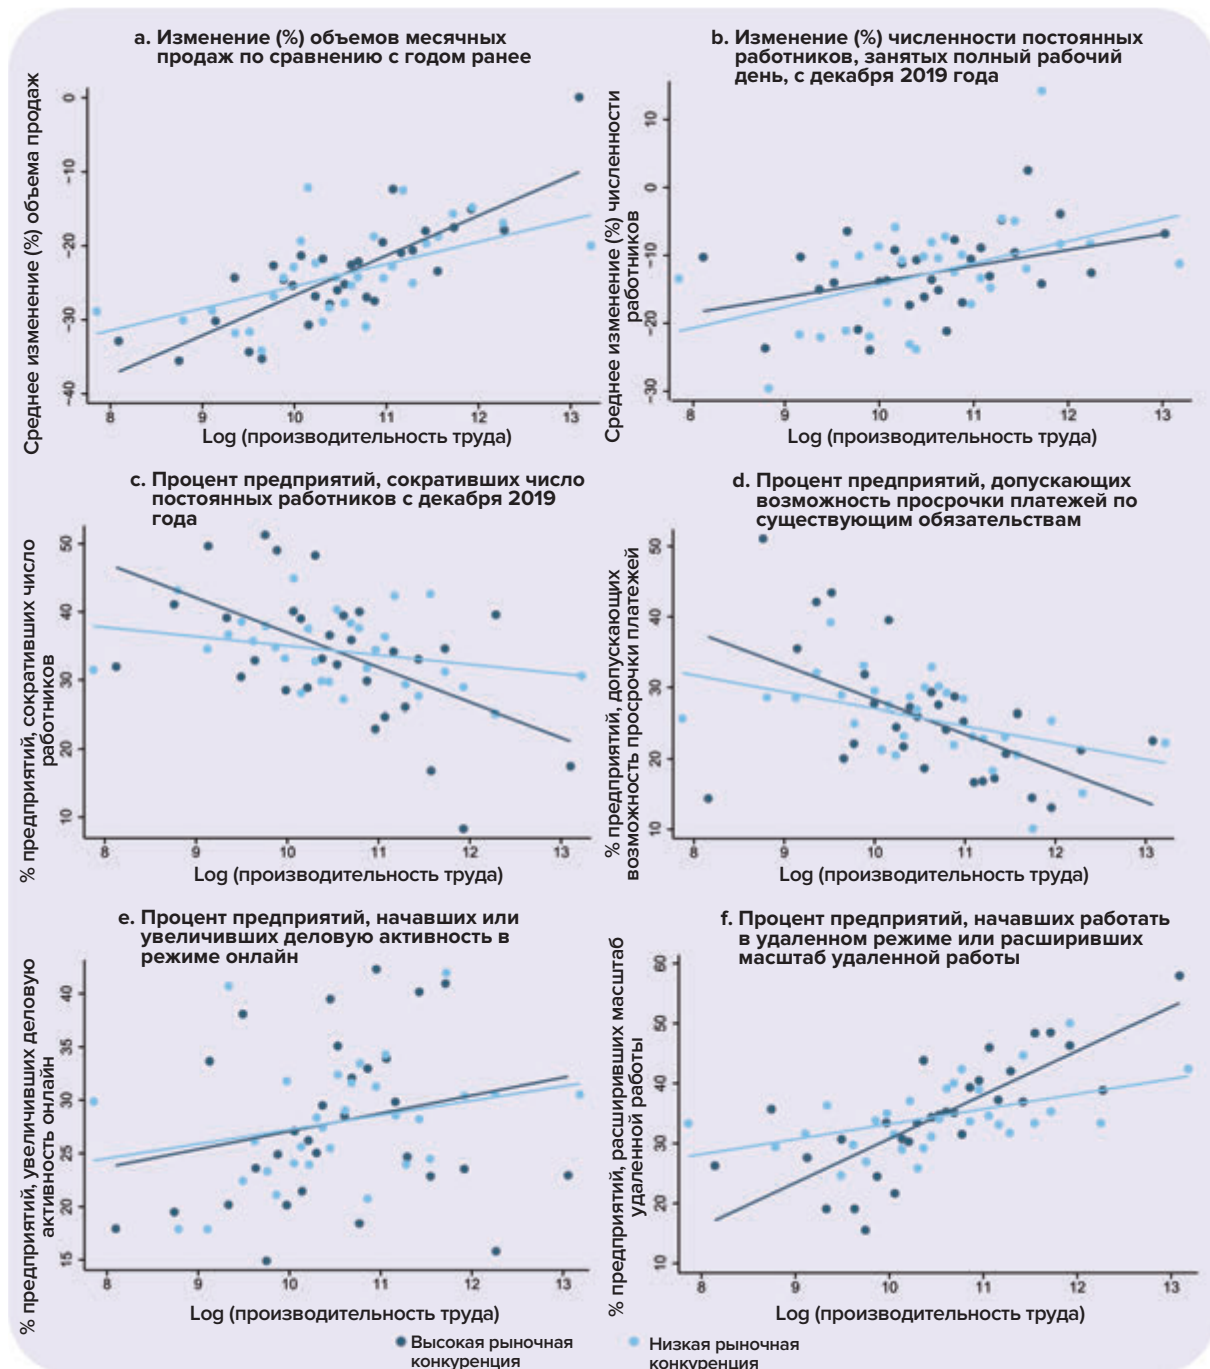 a. Изменение (%) объемов месячных
продаж по сравнению с годом ранее
Среднее изменение (%) объема продаж
0
−10
−20
−30
−40
8 9 10 11 12 13
Log (производительность труда)
b. Изменение (%) численности постоянных
работников, занятых полный рабочий
день, с декабря 2019 года
Среднее изменение (%) численности
работников
10
0
−10
−20
−30
8 9 10 11 12 13
Log (производительность труда)
c. Процент предприятий, сокративших число
постоянных работников с декабря 2019
года
% предприятий, сокративших число
работников
50
40
30
20
10
8 9 10 11 12 13
Log (производительность труда)
d. Процент предприятий, допускающих
возможность просрочки платежей по
существующим обязательствам
% предприятий, допускающих
возможность просрочки платежей
50
40
30
20
10
8 9 10 11 12 13
Log (производительность труда)
e. Процент предприятий, начавших или
увеличивших деловую активность в
режиме онлайн
% предприятий, увеличивших деловую
активность онлайн
40
35
30
25
20
15
8 9 10 11 12 13
Log (производительность труда)
f. Процент предприятий, начавших работать
в удаленном режиме или расширивших
масштаб удаленной работы
% предприятий, расширивших масштаб
удаленной работы
60
50
40
30
20
10
8 9 10 11 12 13
Log (производительность труда)
Высокая рыночная
конкуренция
Низкая рыночная
конкуренция